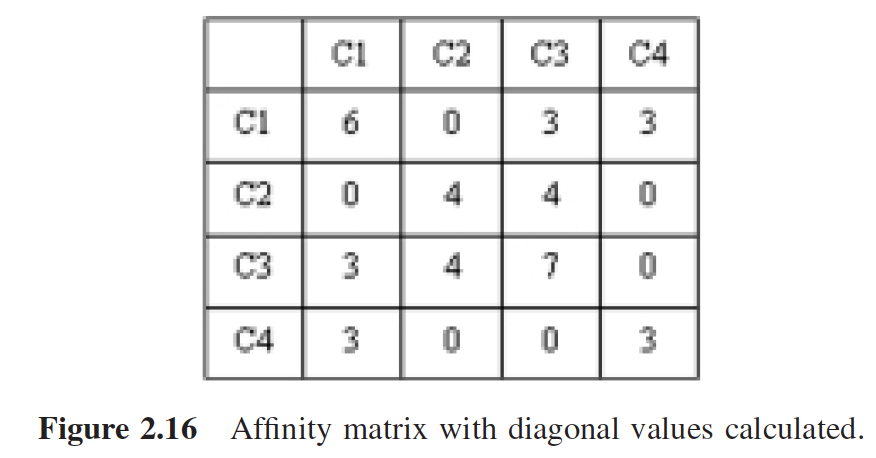 C1 C2 C3 C4
C1 6 0 3 3
C2 0 4 4 0
C3 3 4 7 0
C4 3 0 0 3
Figure 2.16 Affinity matrix with diagonal values calculated.